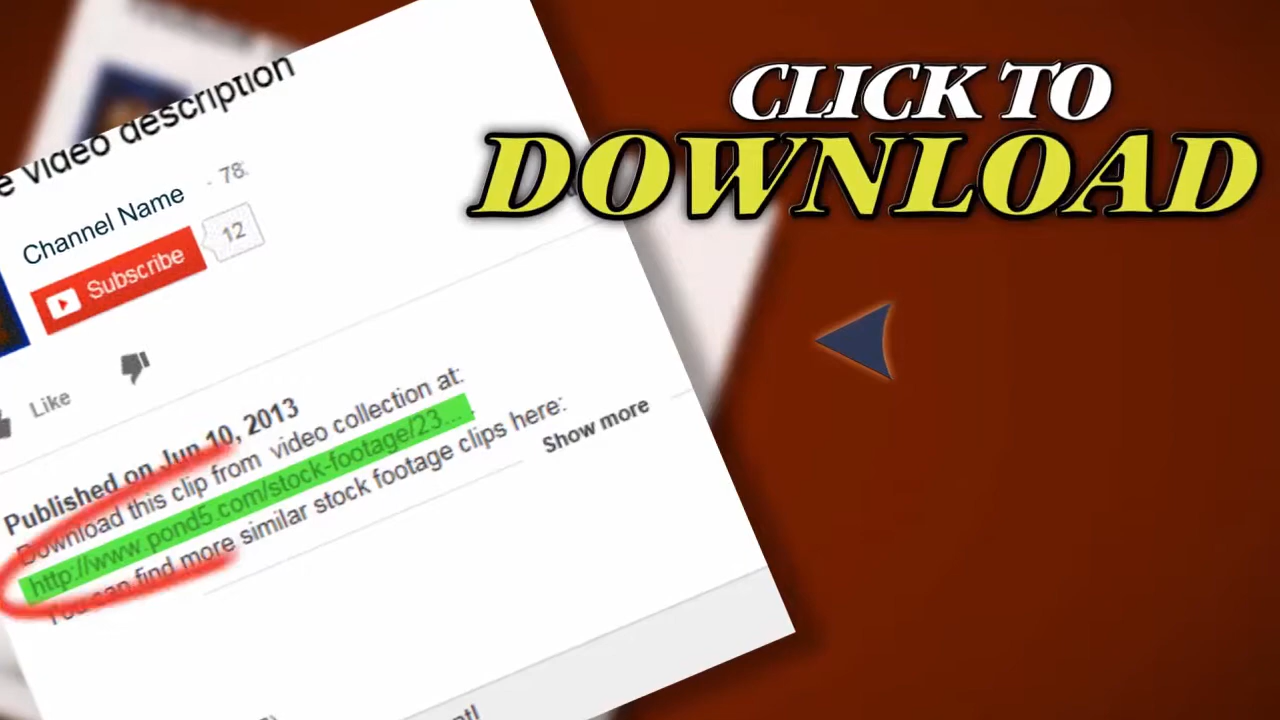 CLICK TO
DOWNLOAD
video description
Channel Name
78
Subscribe
12
Like
Published on Jun 10, 2013
Download this clip from video collection at:
http://www.pond5.com/stock-footage/23...
You can find more similar stock footage clips here:
Show more